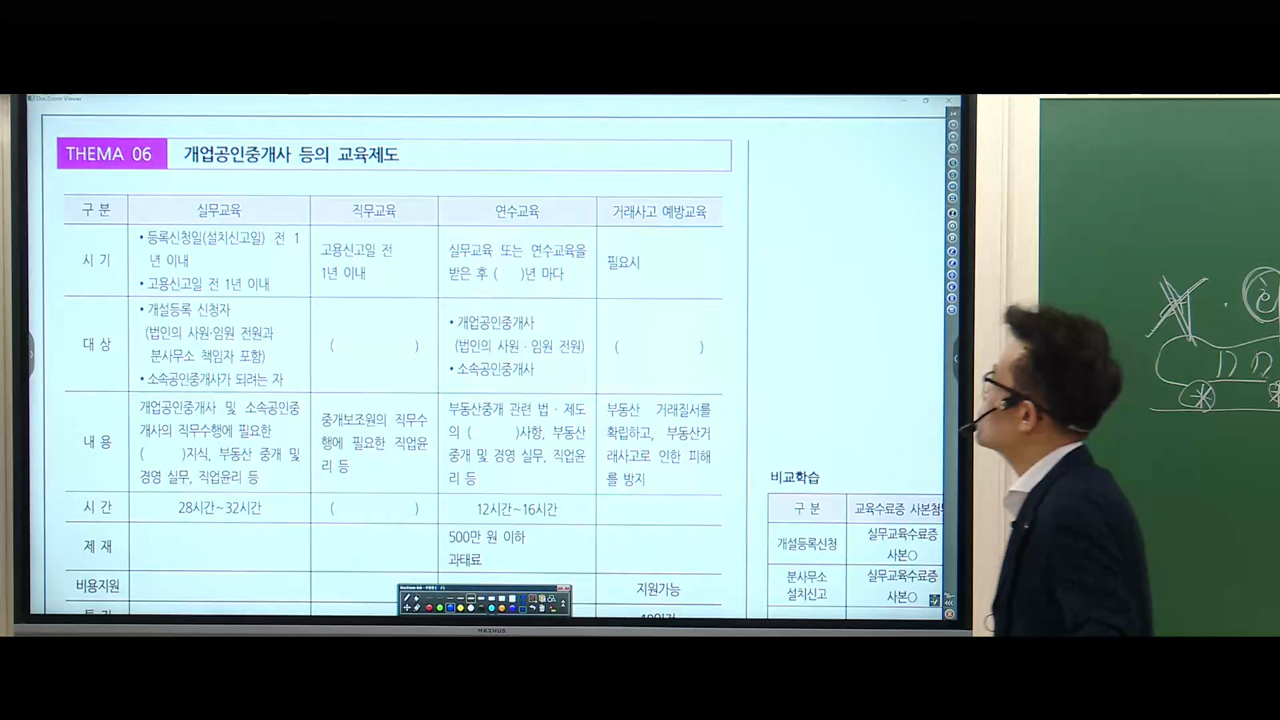 DocZoom Viewer
THEMA 06 개업공인중개사 등의 교육제도
구 분 실무교육 직무교육 연수교육 거래사고 예방교육
시 기
• 등록신청일(설치신고일) 전 1
년 이내
• 고용신고일 전 1년 이내
고용신고일 전
1년 이내
실무교육 또는 연수교육을
받은 후 ( )년 마다
필요시
대 상
• 개설등록 신청자
(법인의 사원·임원 전원과
분사무소 책임자 포함)
• 소속공인중개사가 되려는 자
( )
• 개업공인중개사
(법인의 사원 · 임원 전원)
• 소속공인중개사
( )
내 용
개업공인중개사 및 소속공인중
개사의 직무수행에 필요한
( )지식, 부동산 중개 및
경영 실무, 직업윤리 등
중개보조원의 직무수
행에 필요한 직업윤
리 등
부동산중개 관련 법 · 제도
의 ( )사항, 부동산
중개 및 경영 실무, 직업윤
리 등
부동산 거래질서를
확립하고, 부동산거
래사고로 인한 피해
를 방지
시 간 28시간~32시간 ( ) 12시간~16시간
제 재
500만 원 이하
과태료
비용지원 지원가능
비교학습
구 분 교육수료증 사본첨부
개설등록신청
실무교육수료증
사본○
분사무소
설치신고
실무교육수료증
사본○
MAXHUB